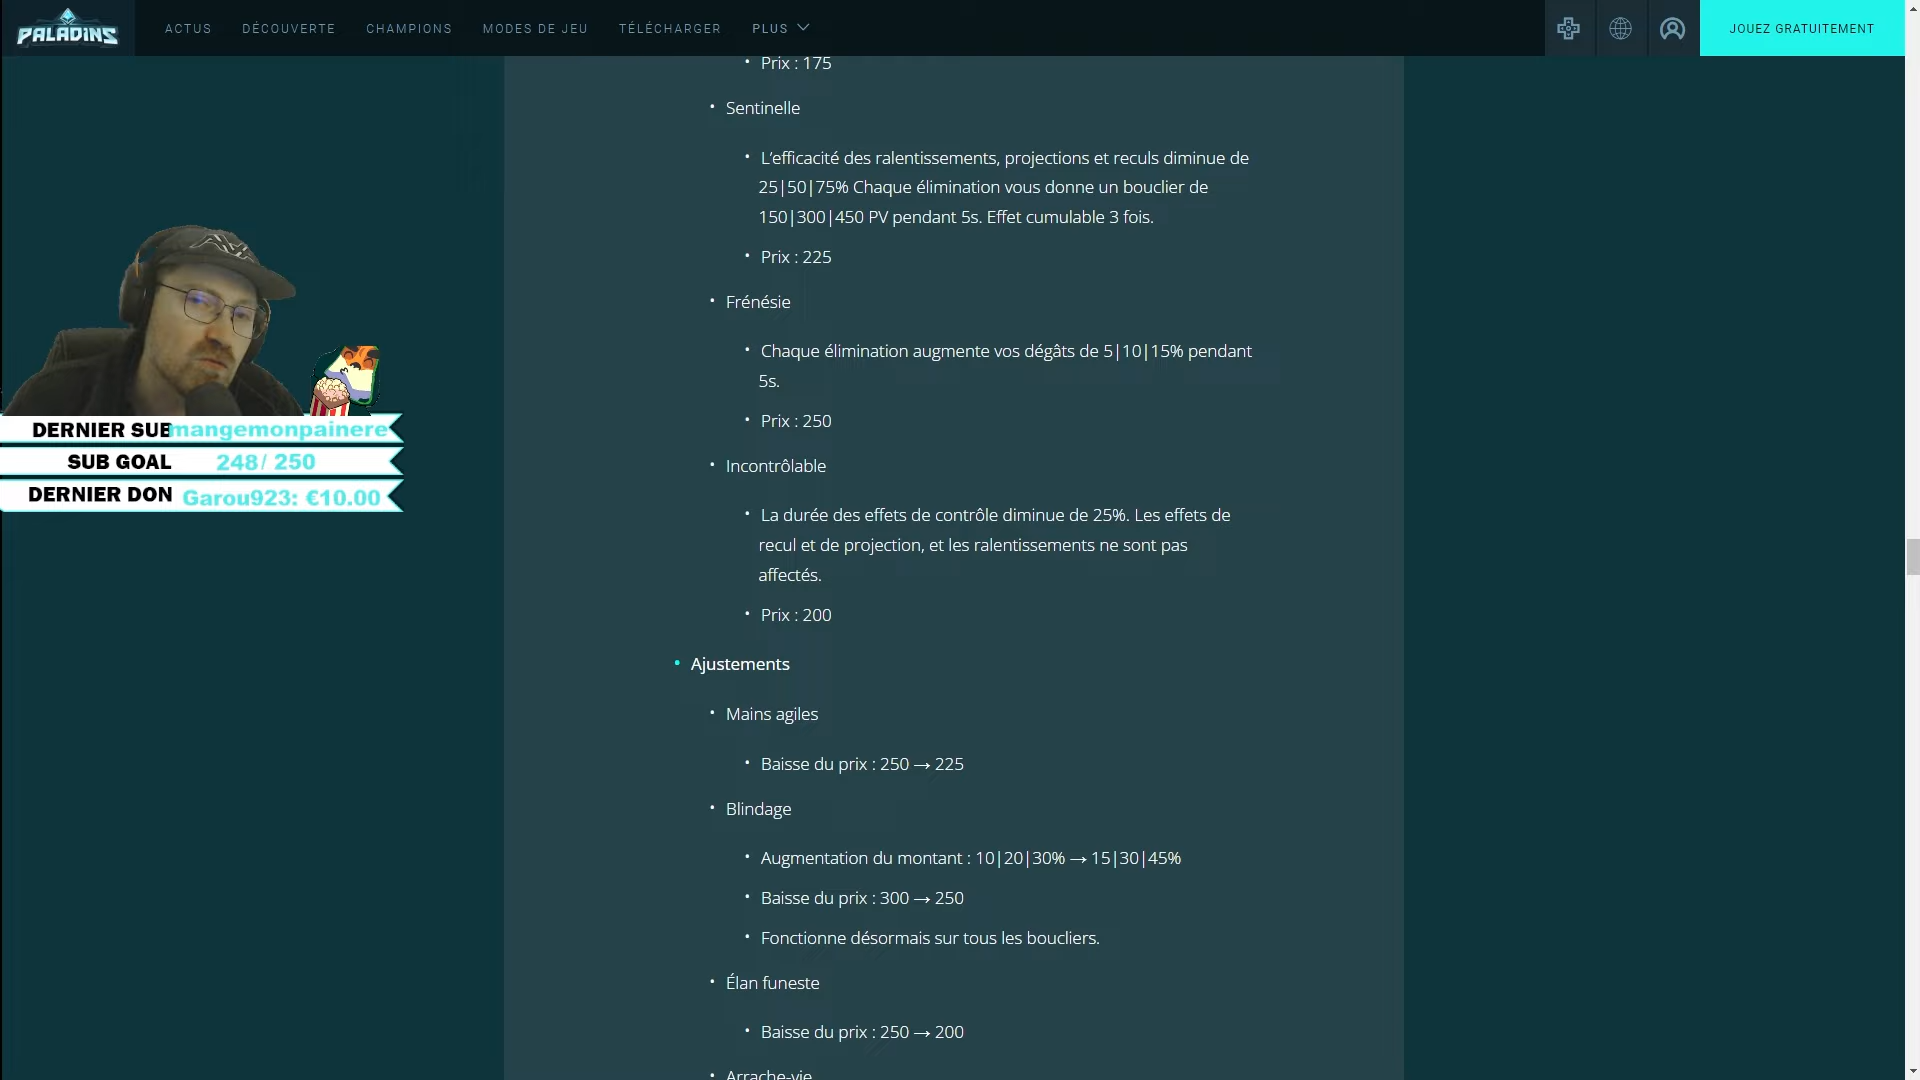 PALADINS
ACTUS
DÉCOUVERTE
CHAMPIONS
MODES DE JEU
TÉLÉCHARGER
PLUS
JOUEZ GRATUITEMENT
• Prix : 175
• Sentinelle
• L’efficacité des ralentissements, projections et reculs diminue de
25|50|75% Chaque élimination vous donne un bouclier de
150|300|450 PV pendant 5s. Effet cumulable 3 fois.
• Prix : 225
• Frénésie
• Chaque élimination augmente vos dégâts de 5|10|15% pendant
5s.
• Prix : 250
• Incontrôlable
• La durée des effets de contrôle diminue de 25%. Les effets de
recul et de projection, et les ralentissements ne sont pas
affectés.
• Prix : 200
• Ajustements
• Mains agiles
• Baisse du prix : 250 → 225
• Blindage
• Augmentation du montant : 10|20|30% → 15|30|45%
• Baisse du prix : 300 → 250
• Fonctionne désormais sur tous les boucliers.
• Élan funeste
• Baisse du prix : 250 → 200
• Arrache-vie
DERNIER SUB mangemonpainere
SUB GOAL 248/ 250
DERNIER DON Garou923: €10.00